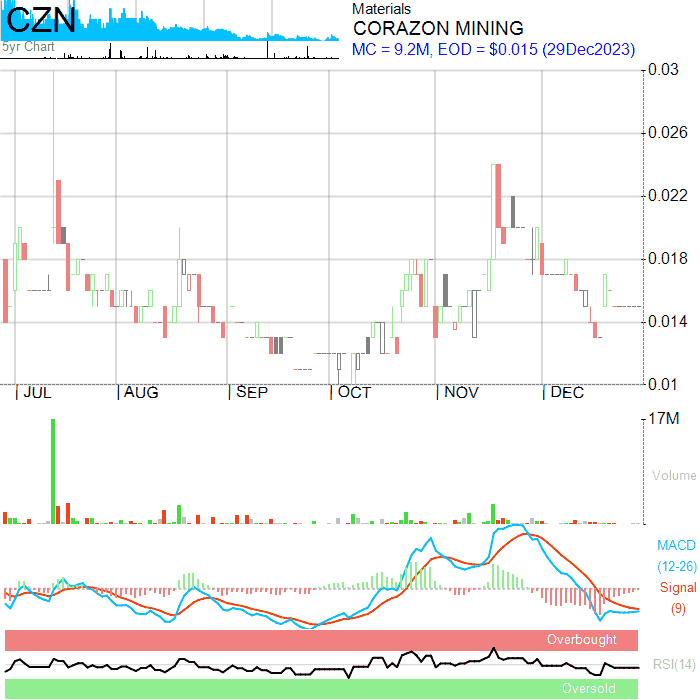 CZN
5yr Chart
Materials
CORAZON MINING
MC = 9.2M, EOD = $0.015 (29Dec2023)
0.03
0.026
0.022
0.018
0.014
0.01
JUL AUG SEP OCT NOV DEC
17M
Volume
MACD
(12-26)
Signal
(9)
Overbought
RSI(14)
Oversold